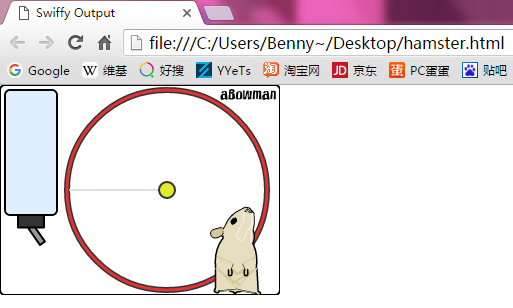 Swiffy Output
file:///C:/Users/Benny~/Desktop/hamster.html
Google 维基 好搜 YYeTs 淘宝网 JD 京东 蛋 PC蛋蛋 贴吧
aBowman